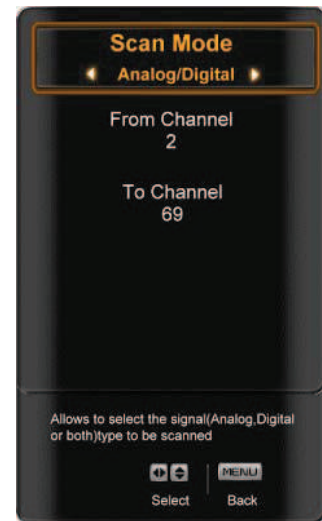 Scan Mode
Analog/Digital
From Channel
2
To Channel
69
Allows to select the signal(Analog,Digital
or both)type to be scanned
MENU
Select Back